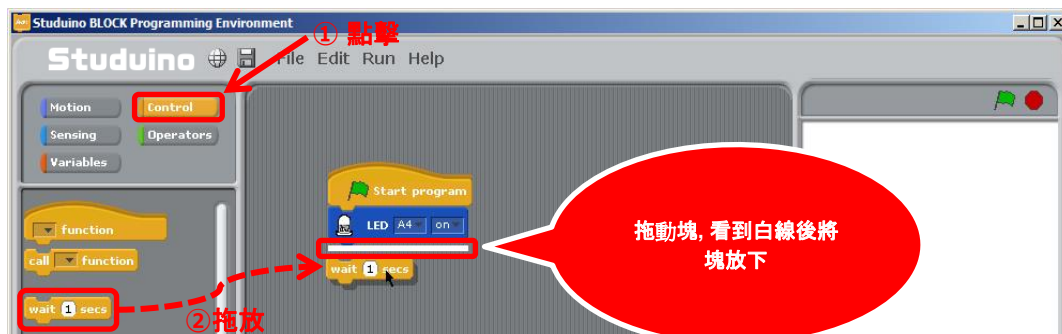 Studuino BLOCK Programming Environment
① 點擊
Studuino File Edit Run Help
Motion Control
Sensing Operators
Variables
function
call function
wait 1 secs
②拖放
Start program
LED A4 on
wait 1 secs
拖動塊, 看到白線後將
塊放下